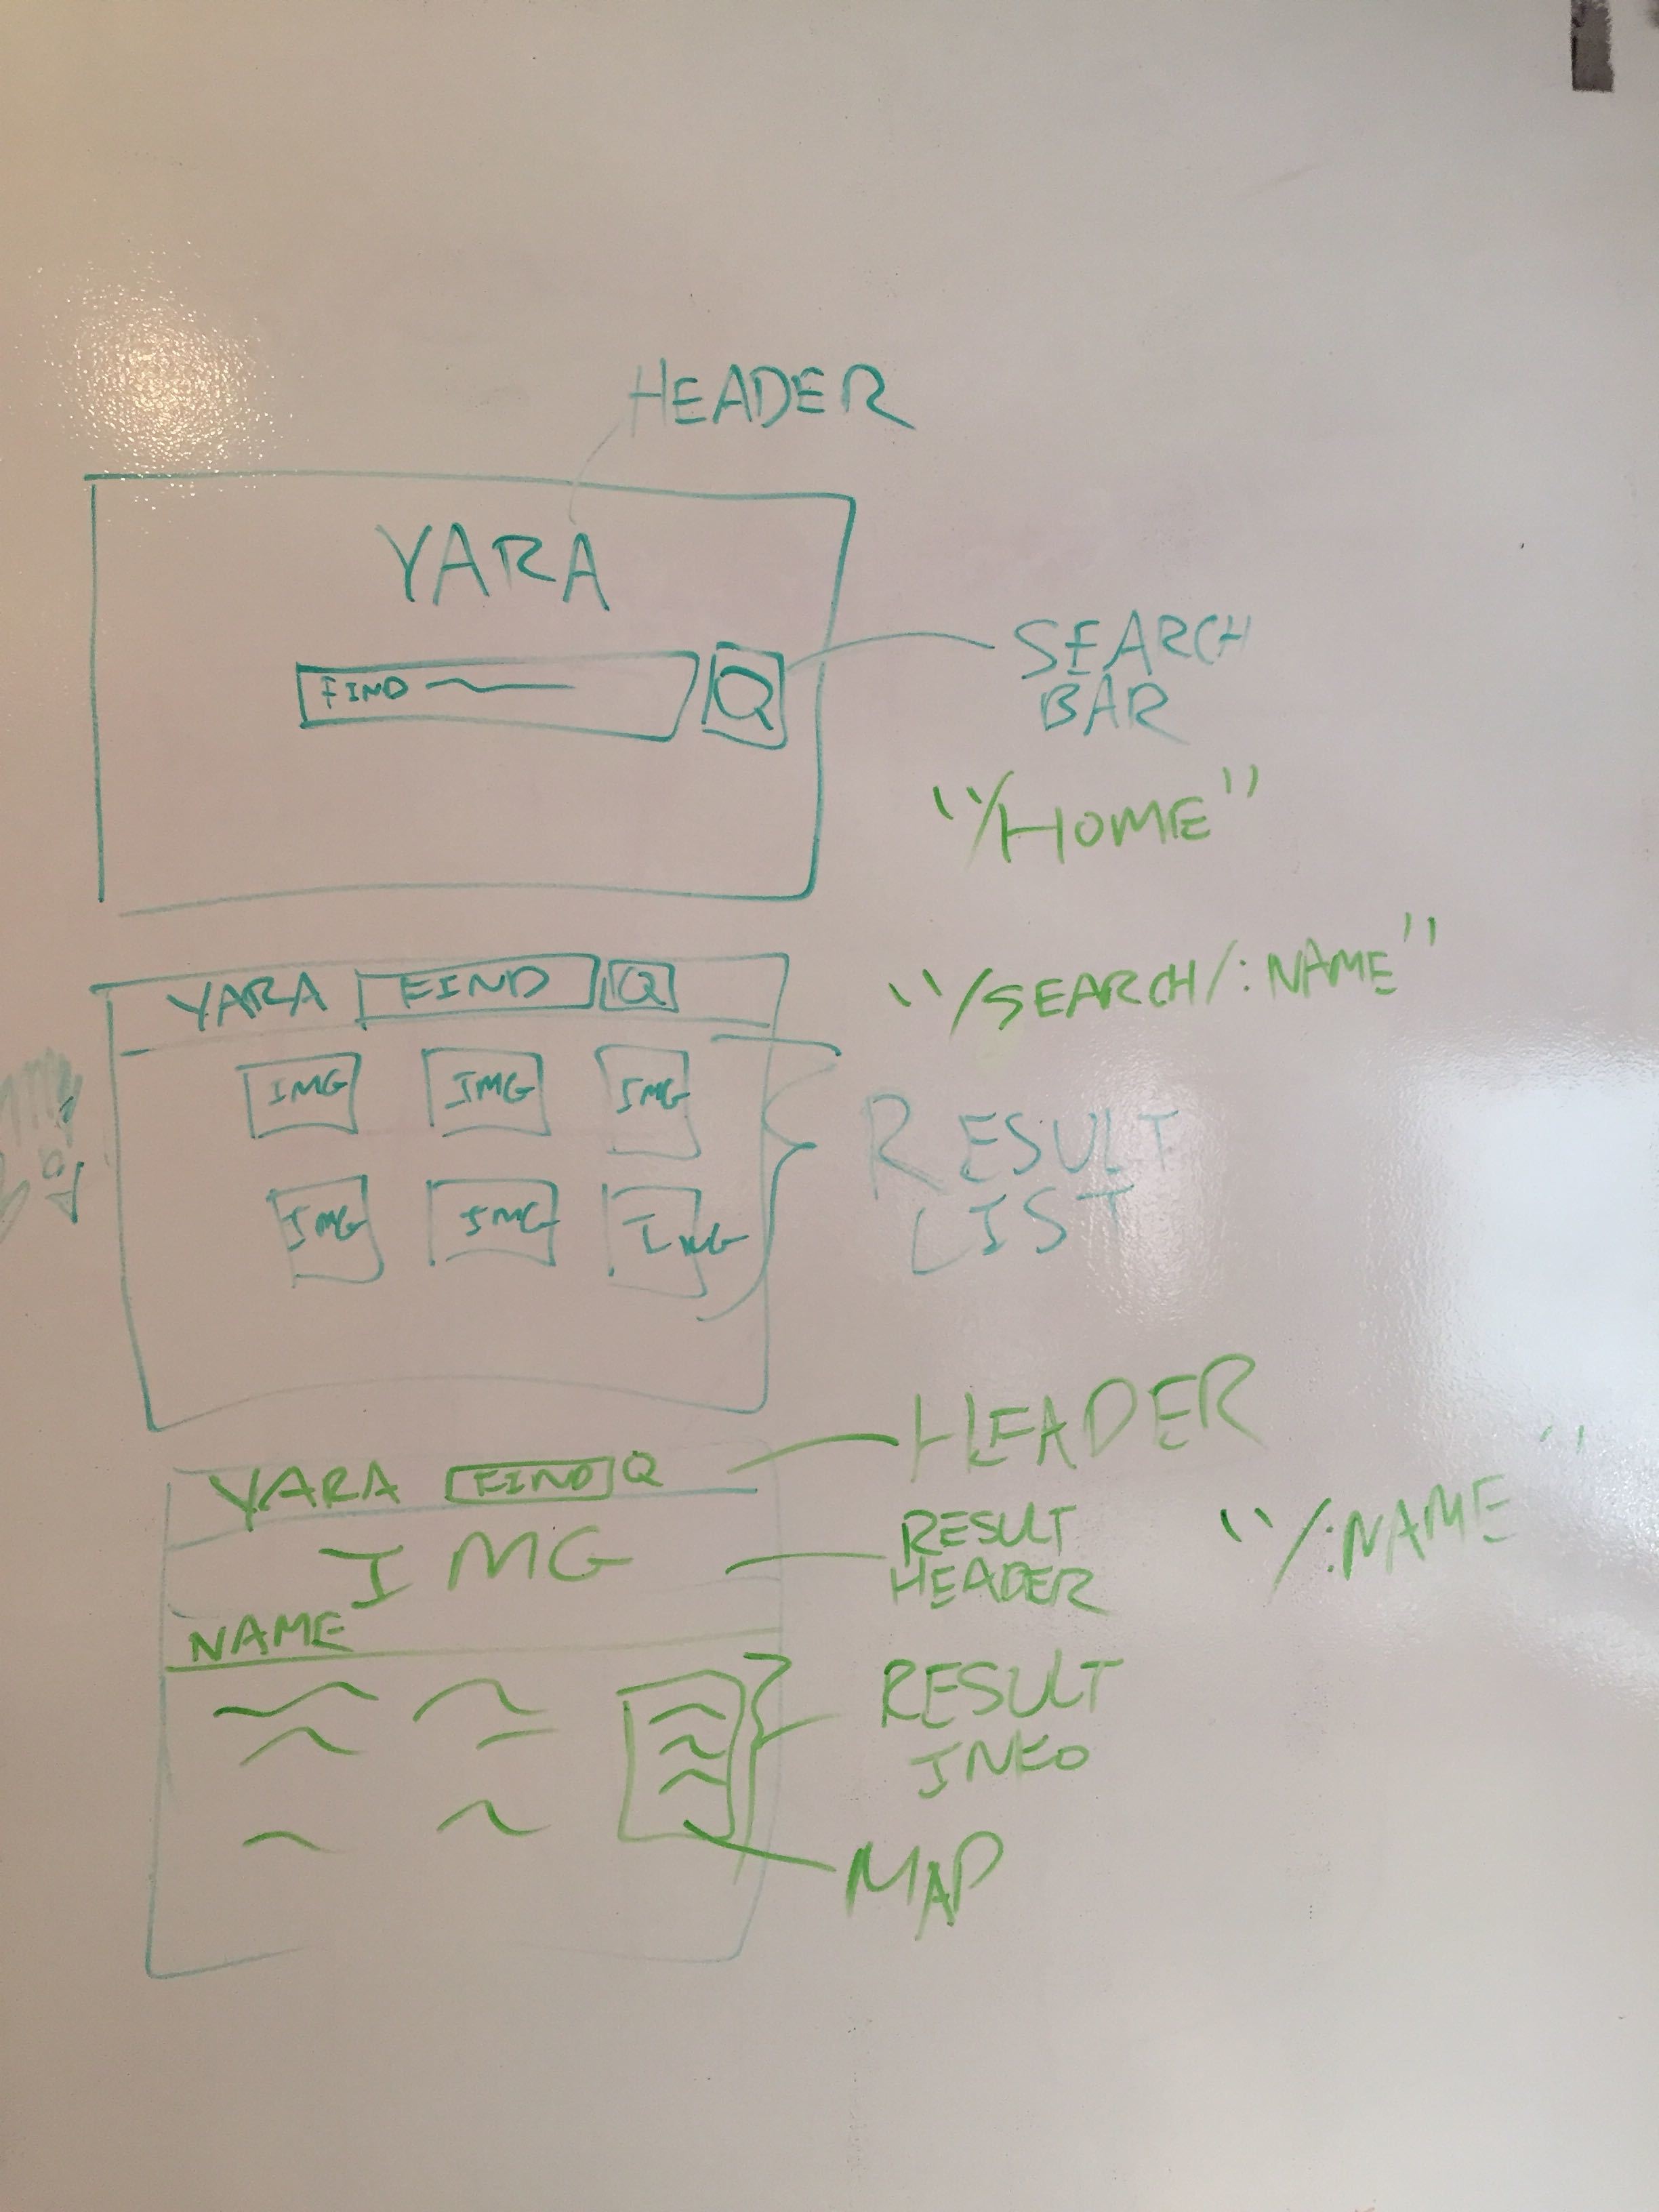 HEADER
YARA
FIND
SEARCH
BAR
"/HOME"
YARA FIND Q
"/SEARCH/:NAME"
IMG IMG IMG
IMG IMG IMG
RESULT
LIST
YARA FIND Q
HEADER
IMG
RESULT
HEADER
"/:NAME"
NAME
RESULT
INFO
MAP